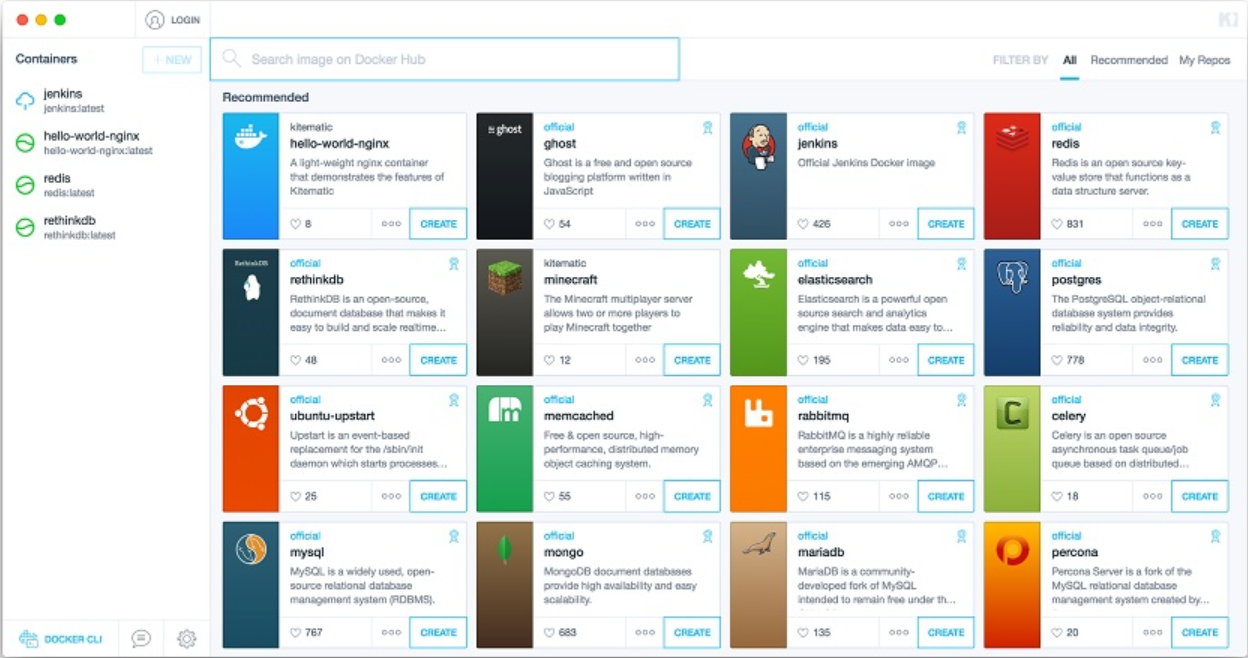 LOGIN
Containers
+ NEW
jenkins
jenkins:latest
hello-world-nginx
hello-world-nginx:latest
redis
redis:latest
rethinkdb
rethinkdb:latest
DOCKER CLI
Search image on Docker Hub
FILTER BY All Recommended My Repos
Recommended
kitematic
hello-world-nginx
A light-weight nginx container
that demonstrates the features of
Kitematic
8
CREATE
ghost
official
ghost
Ghost is a free and open source
blogging platform written in
JavaScript
54
CREATE
official
jenkins
Official Jenkins Docker image
426
CREATE
official
redis
Redis is an open source key-
value store that functions as a
data structure server.
831
CREATE
RethinkDB
official
rethinkdb
RethinkDB is an open-source,
document database that makes it
easy to build and scale realtime...
48
CREATE
kitematic
minecraft
The Minecraft multiplayer server
allows two or more players to
play Minecraft together
12
CREATE
official
elasticsearch
Elasticsearch is a powerful open
source search and analytics
engine that makes data easy to...
195
CREATE
official
postgres
The PostgreSQL object-relational
database system provides
reliability and data integrity.
778
CREATE
official
ubuntu-upstart
Upstart is an event-based
replacement for the /sbin/init
daemon which starts processes...
25
CREATE
official
memcached
Free & open source, high-
performance, distributed memory
object caching system.
55
CREATE
official
rabbitmq
RabbitMQ is a highly reliable
enterprise messaging system
based on the emerging AMQP...
115
CREATE
C
official
celery
Celery is an open source
asynchronous task queue/job
queue based on distributed...
18
CREATE
official
mysql
MySQL is a widely used, open-
source relational database
management system (RDBMS).
767
CREATE
official
mongo
MongoDB document databases
provide high availability and easy
scalability.
683
CREATE
official
mariadb
MariaDB is a community-
developed fork of MySQL
intended to remain free under th...
135
CREATE
official
percona
Percona Server is a fork of the
MySQL relational database
management system created by...
20
CREATE